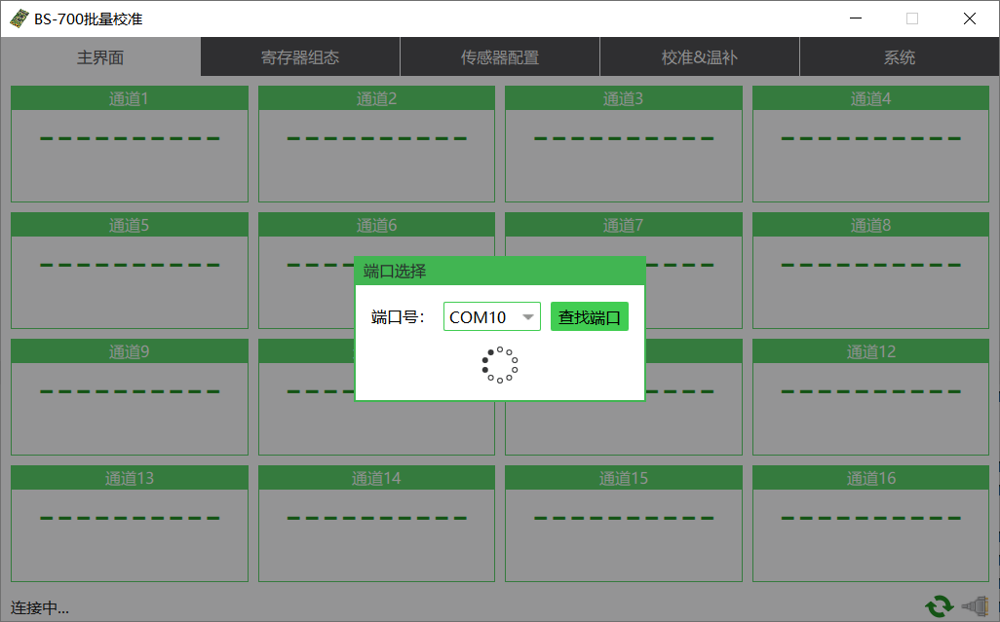 BS-700批量校准
主界面
寄存器组态
传感器配置
校准&温补
系统
通道1
通道2
通道3
通道4
----------
----------
----------
----------
通道5
通道6
通道7
通道8
----------
----------
端口选择
端口号：
COM10
查找端口
通道9
通道12
----------
----------
通道13
通道14
通道15
通道16
----------
----------
----------
----------
连接中...